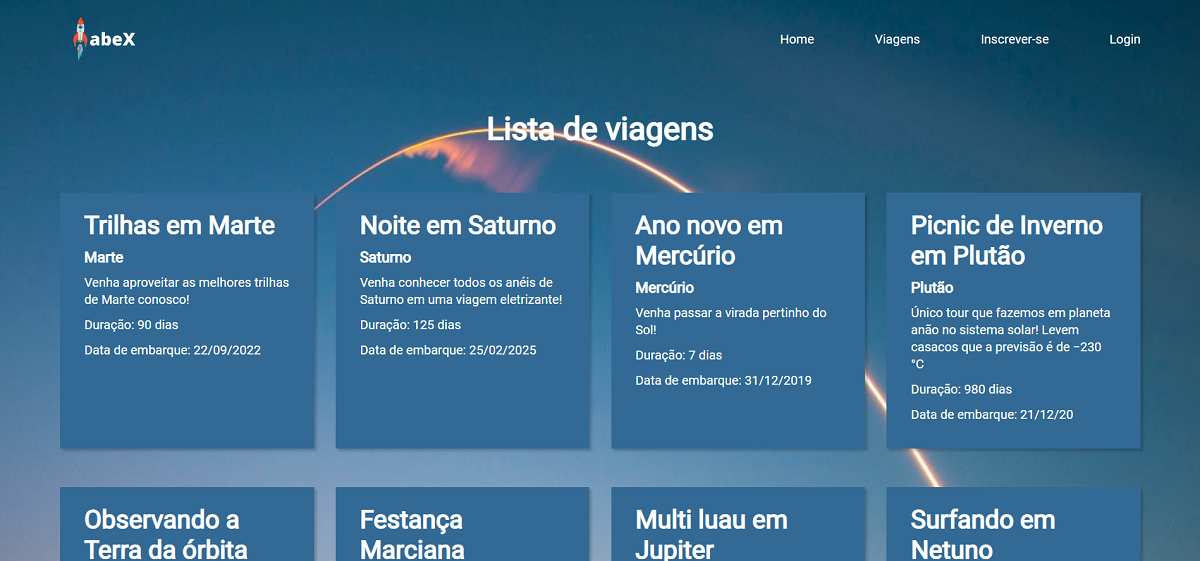 abeX
Home
Viagens
Inscrever-se
Login
Lista de viagens
Trilhas em Marte
Marte
Venha aproveitar as melhores trilhas
de Marte conosco!
Duração: 90 dias
Data de embarque: 22/09/2022
Noite em Saturno
Saturno
Venha conhecer todos os anéis de
Saturno em uma viagem eletrizante!
Duração: 125 dias
Data de embarque: 25/02/2025
Ano novo em
Mercúrio
Mercúrio
Venha passar a virada pertinho do
Sol!
Duração: 7 dias
Data de embarque: 31/12/2019
Picnic de Inverno
em Plutão
Plutão
Único tour que fazemos em planeta
anão no sistema solar! Levem
casacos que a previsão é de −230
°C
Duração: 980 dias
Data de embarque: 21/12/20
Observando a
Terra da órbita
Festança
Marciana
Multi luau em
Jupiter
Surfando em
Netuno